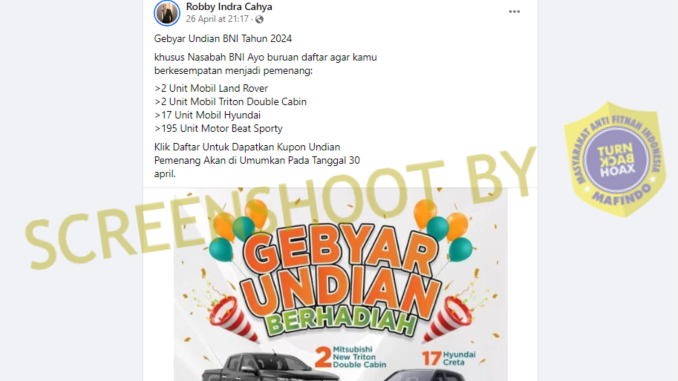 Robby Indra Cahya
26 April at 21:17
Gebyar Undian BNI Tahun 2024
khusus Nasabah BNI Ayo buruan daftar agar kamu
berkesempatan menjadi pemenang:
>2 Unit Mobil Land Rover
>2 Unit Mobil Triton Double Cabin
>17 Unit Mobil Hyundai
>195 Unit Motor Beat Sporty
Klik Daftar Untuk Dapatkan Kupon Undian
Pemenang Akan di Umumkan Pada Tanggal 30
april.
SCREENSHOOT BY
MASYARAKAT ANTI FITNAH INDONESIA
TURN
BACK
HOAX
MAFINDO
GEBYAR
UNDIAN
BERHADIAH
2 Mitsubishi
New Triton
Double Cabin
17 Hyundai
Creta